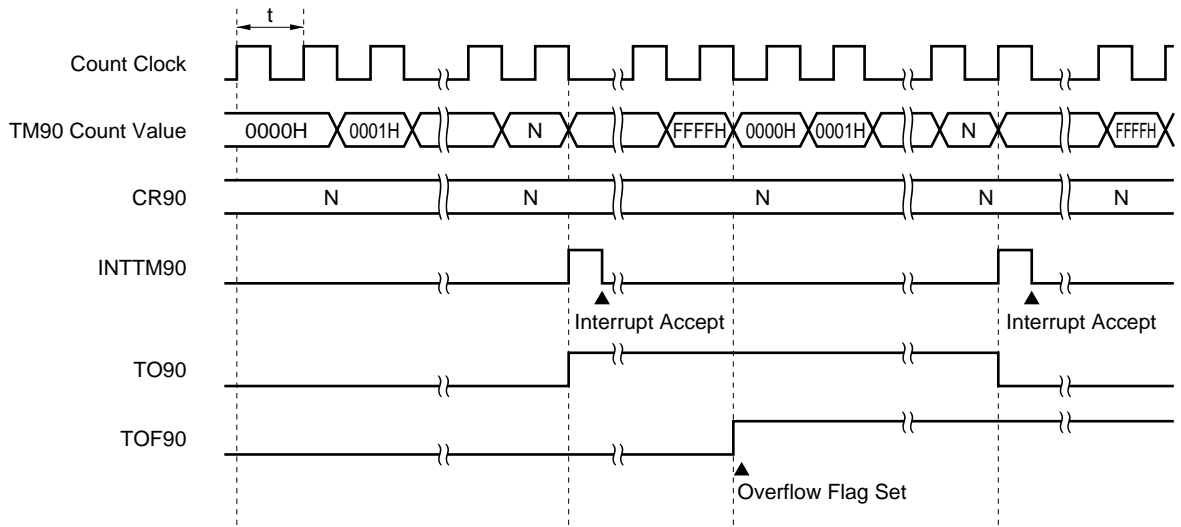 t
Count Clock
TM90 Count Value 0000H 0001H N FFFFH 0000H 0001H N FFFFH
CR90 N N N N N
INTTM90
Interrupt Accept Interrupt Accept
TO90
TOF90
Overflow Flag Set